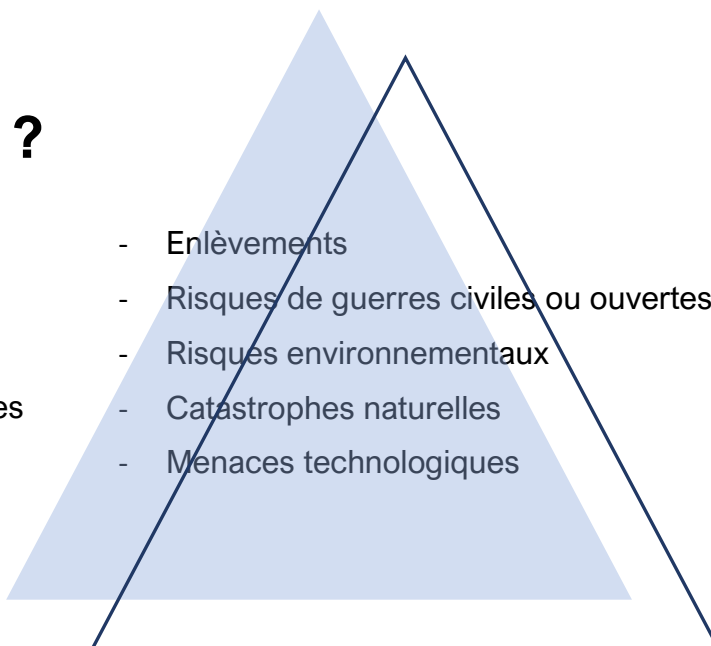 ?
- Enlèvements
- Risques de guerres civiles ou ouvertes
- Risques environnementaux
es
- Catastrophes naturelles
- Menaces technologiques